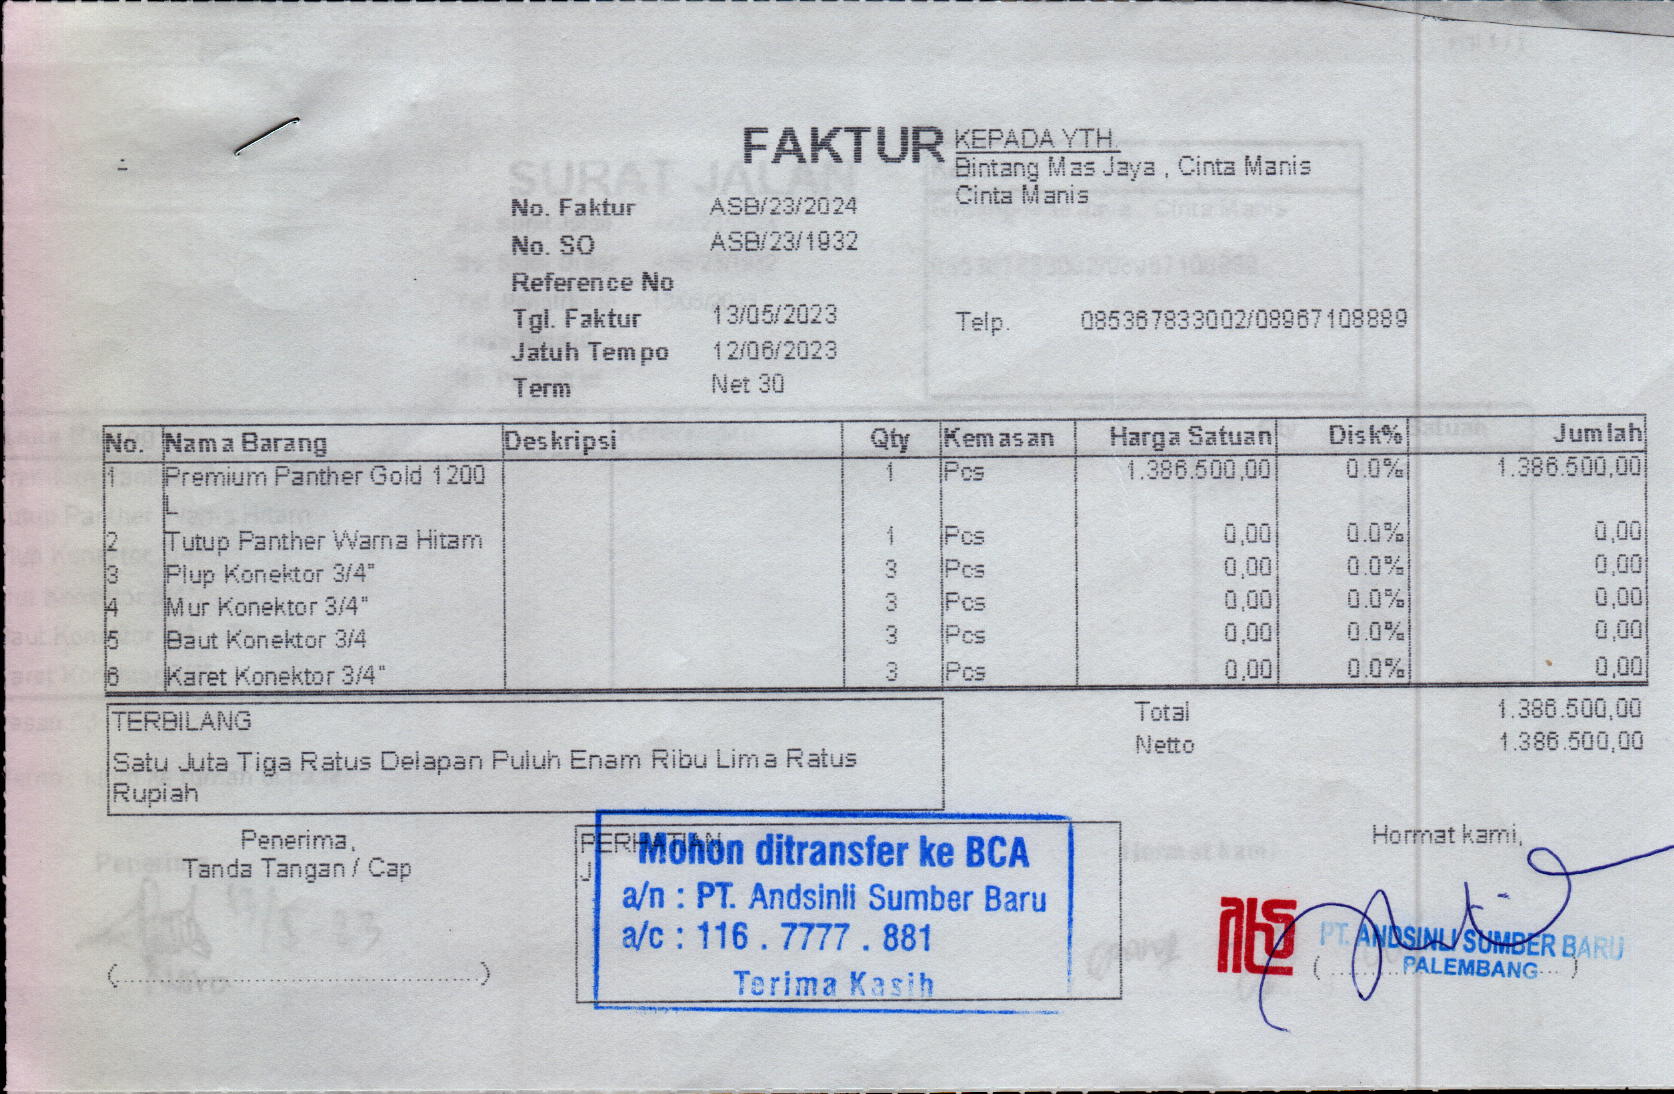 FAKTUR
KEPADA YTH.
Bintang Mas Jaya , Cinta Manis
Cinta Manis
No. Faktur ASB/23/2024
No. SO ASB/23/1932
Reference No
Tgl. Faktur 13/05/2023
Telp. 085367833002/08967108889
Jatuh Tempo 12/06/2023
Term Net 30
No. Nama Barang Deskripsi Qty Kemasan Harga Satuan Disk% Jumlah
1 Premium Panther Gold 1200 1 Pcs 1.386.500,00 0.0% 1.386.500,00
L
2 Tutup Panther Warna Hitam 1 Pcs 0,00 0.0% 0,00
3 Plup Konektor 3/4" 3 Pcs 0,00 0.0% 0,00
4 Mur Konektor 3/4" 3 Pcs 0,00 0.0% 0,00
5 Baut Konektor 3/4 3 Pcs 0,00 0.0% 0,00
6 Karet Konektor 3/4" 3 Pcs 0,00 0.0% 0,00
TERBILANG
Satu Juta Tiga Ratus Delapan Puluh Enam Ribu Lima Ratus
Rupiah
Total 1.386.500,00
Netto 1.386.500,00
Penerima,
Tanda Tangan / Cap
PERHATIAN
Mohon ditransfer ke BCA
a/n : PT. Andsinli Sumber Baru
a/c : 116 . 7777 . 881
Terima Kasih
Hormat kami,
PT. ANDSINLI SUMBER BARU
PALEMBANG